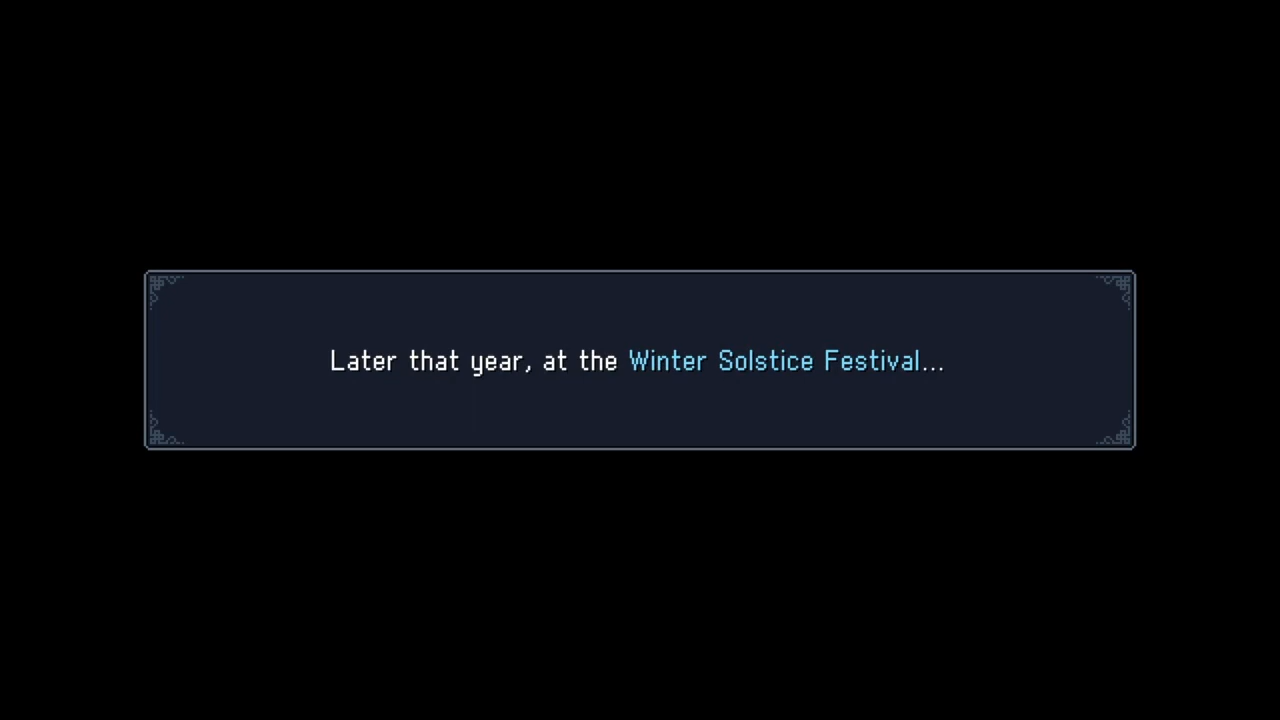 Later that year, at the Winter Solstice Festival...